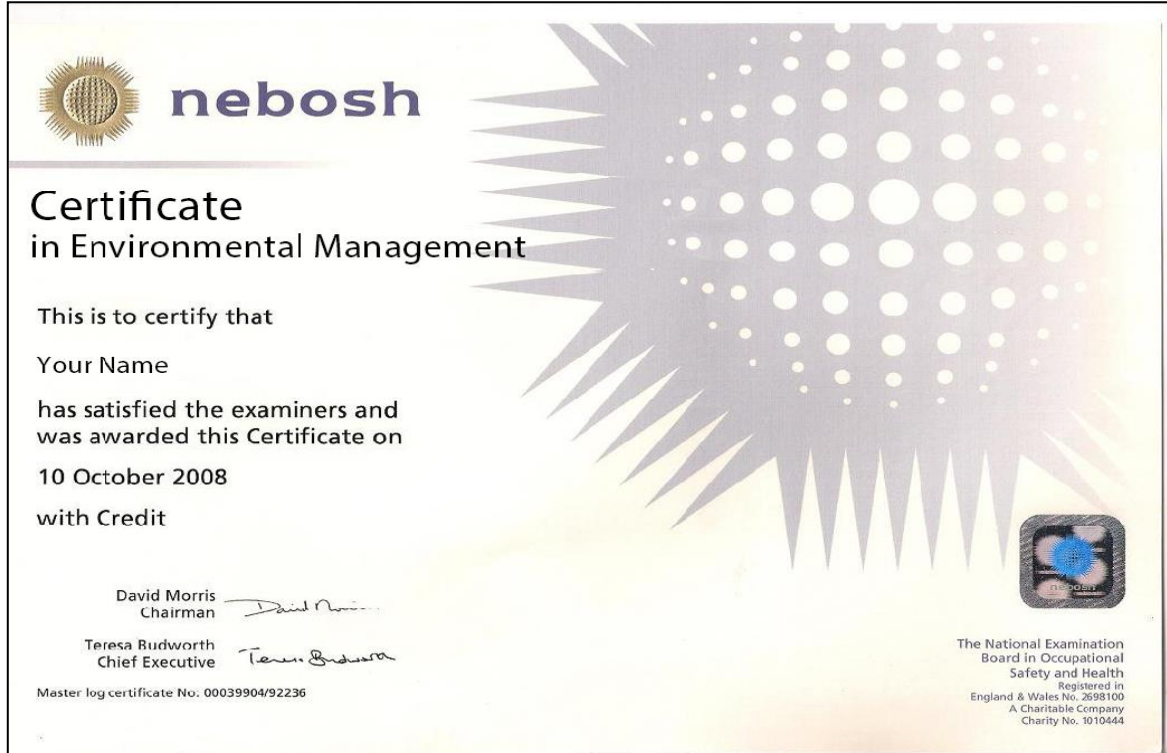 nebosh
Certificate
in Environmental Management
This is to certify that
Your Name
has satisfied the examiners and
was awarded this Certificate on
10 October 2008
with Credit
David Morris
Chairman
Teresa Budworth
Chief Executive
Master log certificate No. 00039904/92236
nebosh
The National Examination
Board in Occupational
Safety and Health
Registered in
England & Wales No. 2698100
A Charitable Company
Charity No. 1010444